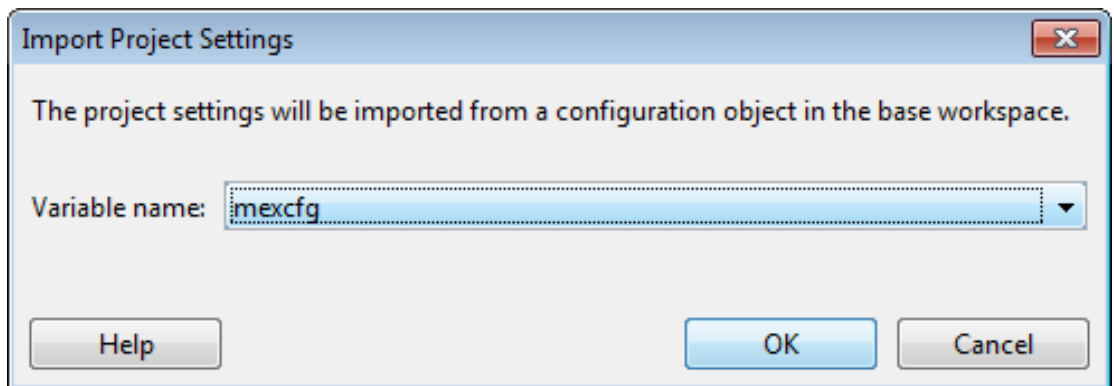 Import Project Settings
The project settings will be imported from a configuration object in the base workspace.
Variable name: mexcfg
Help OK Cancel